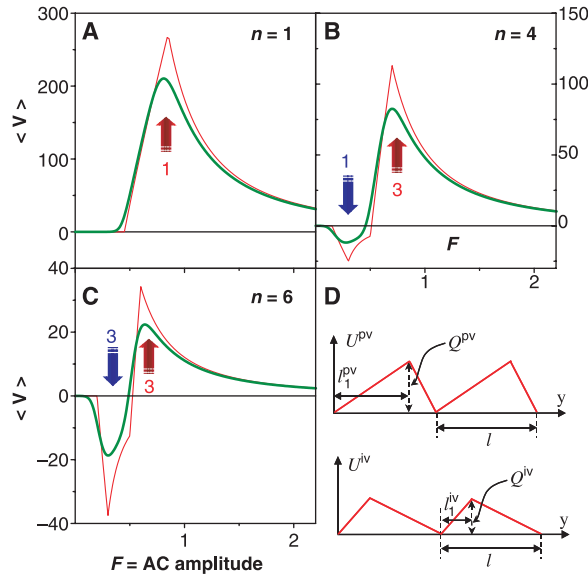 A
n = 1
300
200
100
0
< V >
1
B
n = 4
150
100
50
0
1
3
F
1
2
C
n = 6
40
20
0
−20
−40
< V >
3
3
0
1
2
F = AC amplitude
D
U^pv
Q^pv
l_1^pv
y
l
U^iv
l_1^iv
Q^iv
y
l